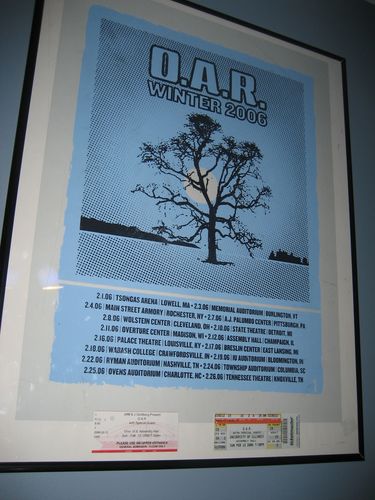 O.A.R.
WINTER 2006
2.1.06 | TSONGAS ARENA | LOWELL, MA • 2.3.06 | MEMORIAL AUDITORIUM | BURLINGTON, VT
2.4.06 | MAIN STREET ARMORY | ROCHESTER, NY • 2.7.06 | A.J. PALUMBO CENTER | PITTSBURGH, PA
2.8.06 | WOLSTEIN CENTER | CLEVELAND, OH • 2.10.06 | STATE THEATRE | DETROIT, MI
2.11.06 | OVERTURE CENTER | MADISON, WI • 2.12.06 | ASSEMBLY HALL | CHAMPAIGN, IL
2.16.06 | PALACE THEATRE | LOUISVILLE, KY • 2.17.06 | BRESLIN CENTER | EAST LANSING, MI
2.18.06 | WABASH COLLEGE | CRAWFORDSVILLE, IN • 2.19.06 | IU AUDITORIUM | BLOOMINGTON, IN
2.22.06 | RYMAN AUDITORIUM | NASHVILLE, TN • 2.24.06 | TOWNSHIP AUDITORIUM | COLUMBIA, SC
2.25.06 | OVENS AUDITORIUM | CHARLOTTE, NC • 2.26.06 | TENNESSEE THEATRE | KNOXVILLE, TN
O.A.R.
UNIVERSITY OF ILLINOIS